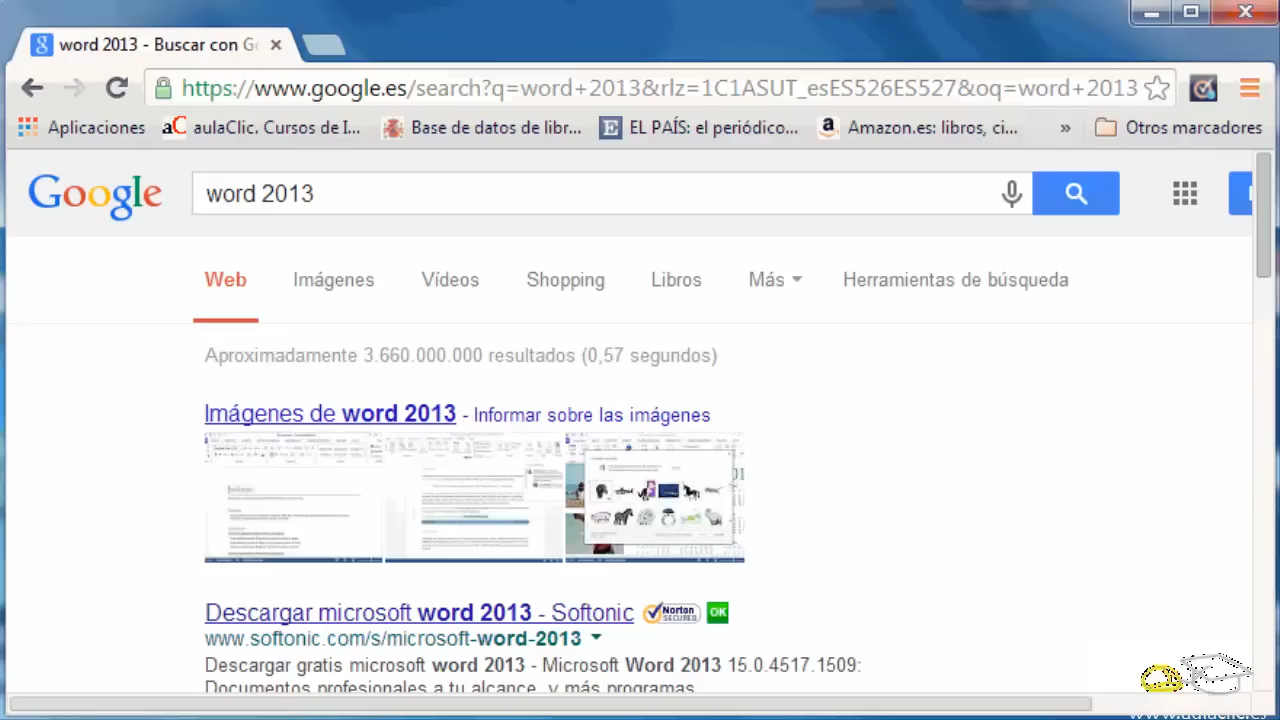 word 2013 - Buscar con Go
https://www.google.es/search?q=word+2013&rlz=1C1ASUT_esES526ES527&oq=word+2013
Aplicaciones aC aulaClic. Cursos de I... Base de datos de libr... E EL PAÍS: el periódico... a Amazon.es: libros, ci... » Otros marcadores
Google word 2013
Web Imágenes Vídeos Shopping Libros Más Herramientas de búsqueda
Aproximadamente 3.660.000.000 resultados (0,57 segundos)
Imágenes de word 2013 - Informar sobre las imágenes
Descargar microsoft word 2013 - Softonic Norton SECURED OK
www.softonic.com/s/microsoft-word-2013
Descargar gratis microsoft word 2013 - Microsoft Word 2013 15.0.4517.1509:
Documentos profesionales a tu alcance, y más programas
www.aulaclic.es